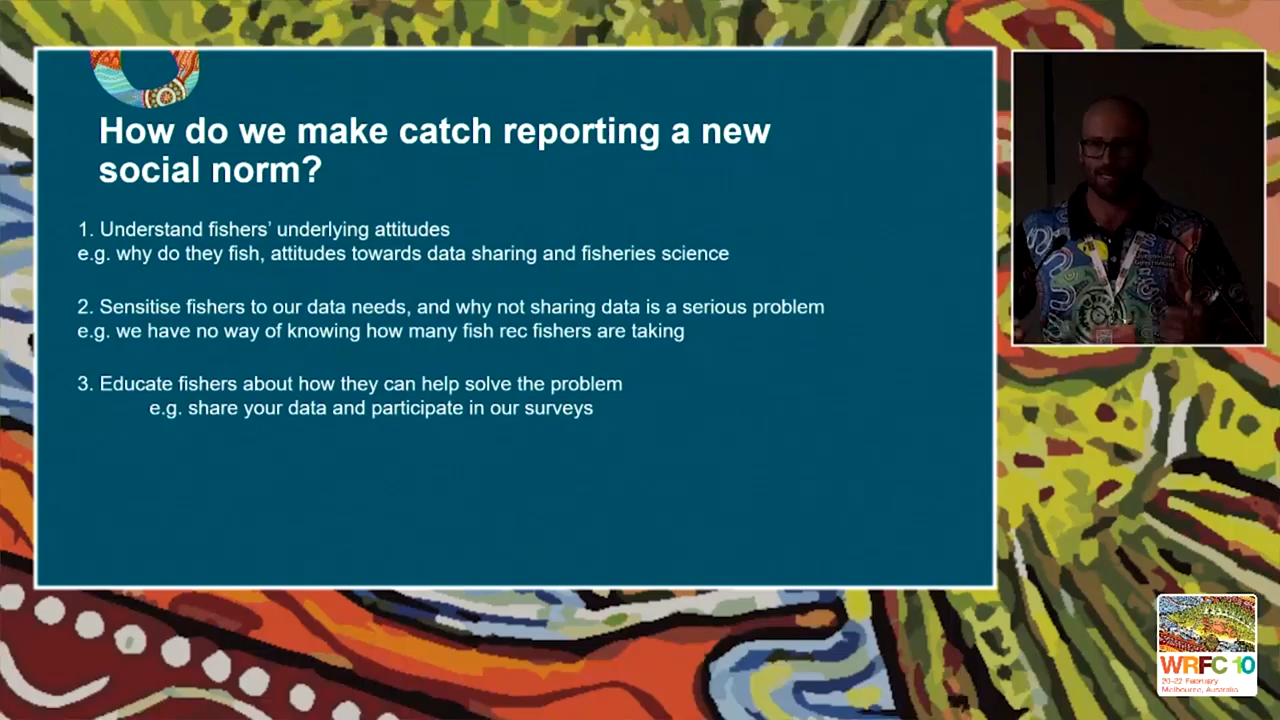 How do we make catch reporting a new
social norm?
1. Understand fishers’ underlying attitudes
e.g. why do they fish, attitudes towards data sharing and fisheries science
2. Sensitise fishers to our data needs, and why not sharing data is a serious problem
e.g. we have no way of knowing how many fish rec fishers are taking
3. Educate fishers about how they can help solve the problem
e.g. share your data and participate in our surveys
WRFC 10
20-22 February
Melbourne, Australia